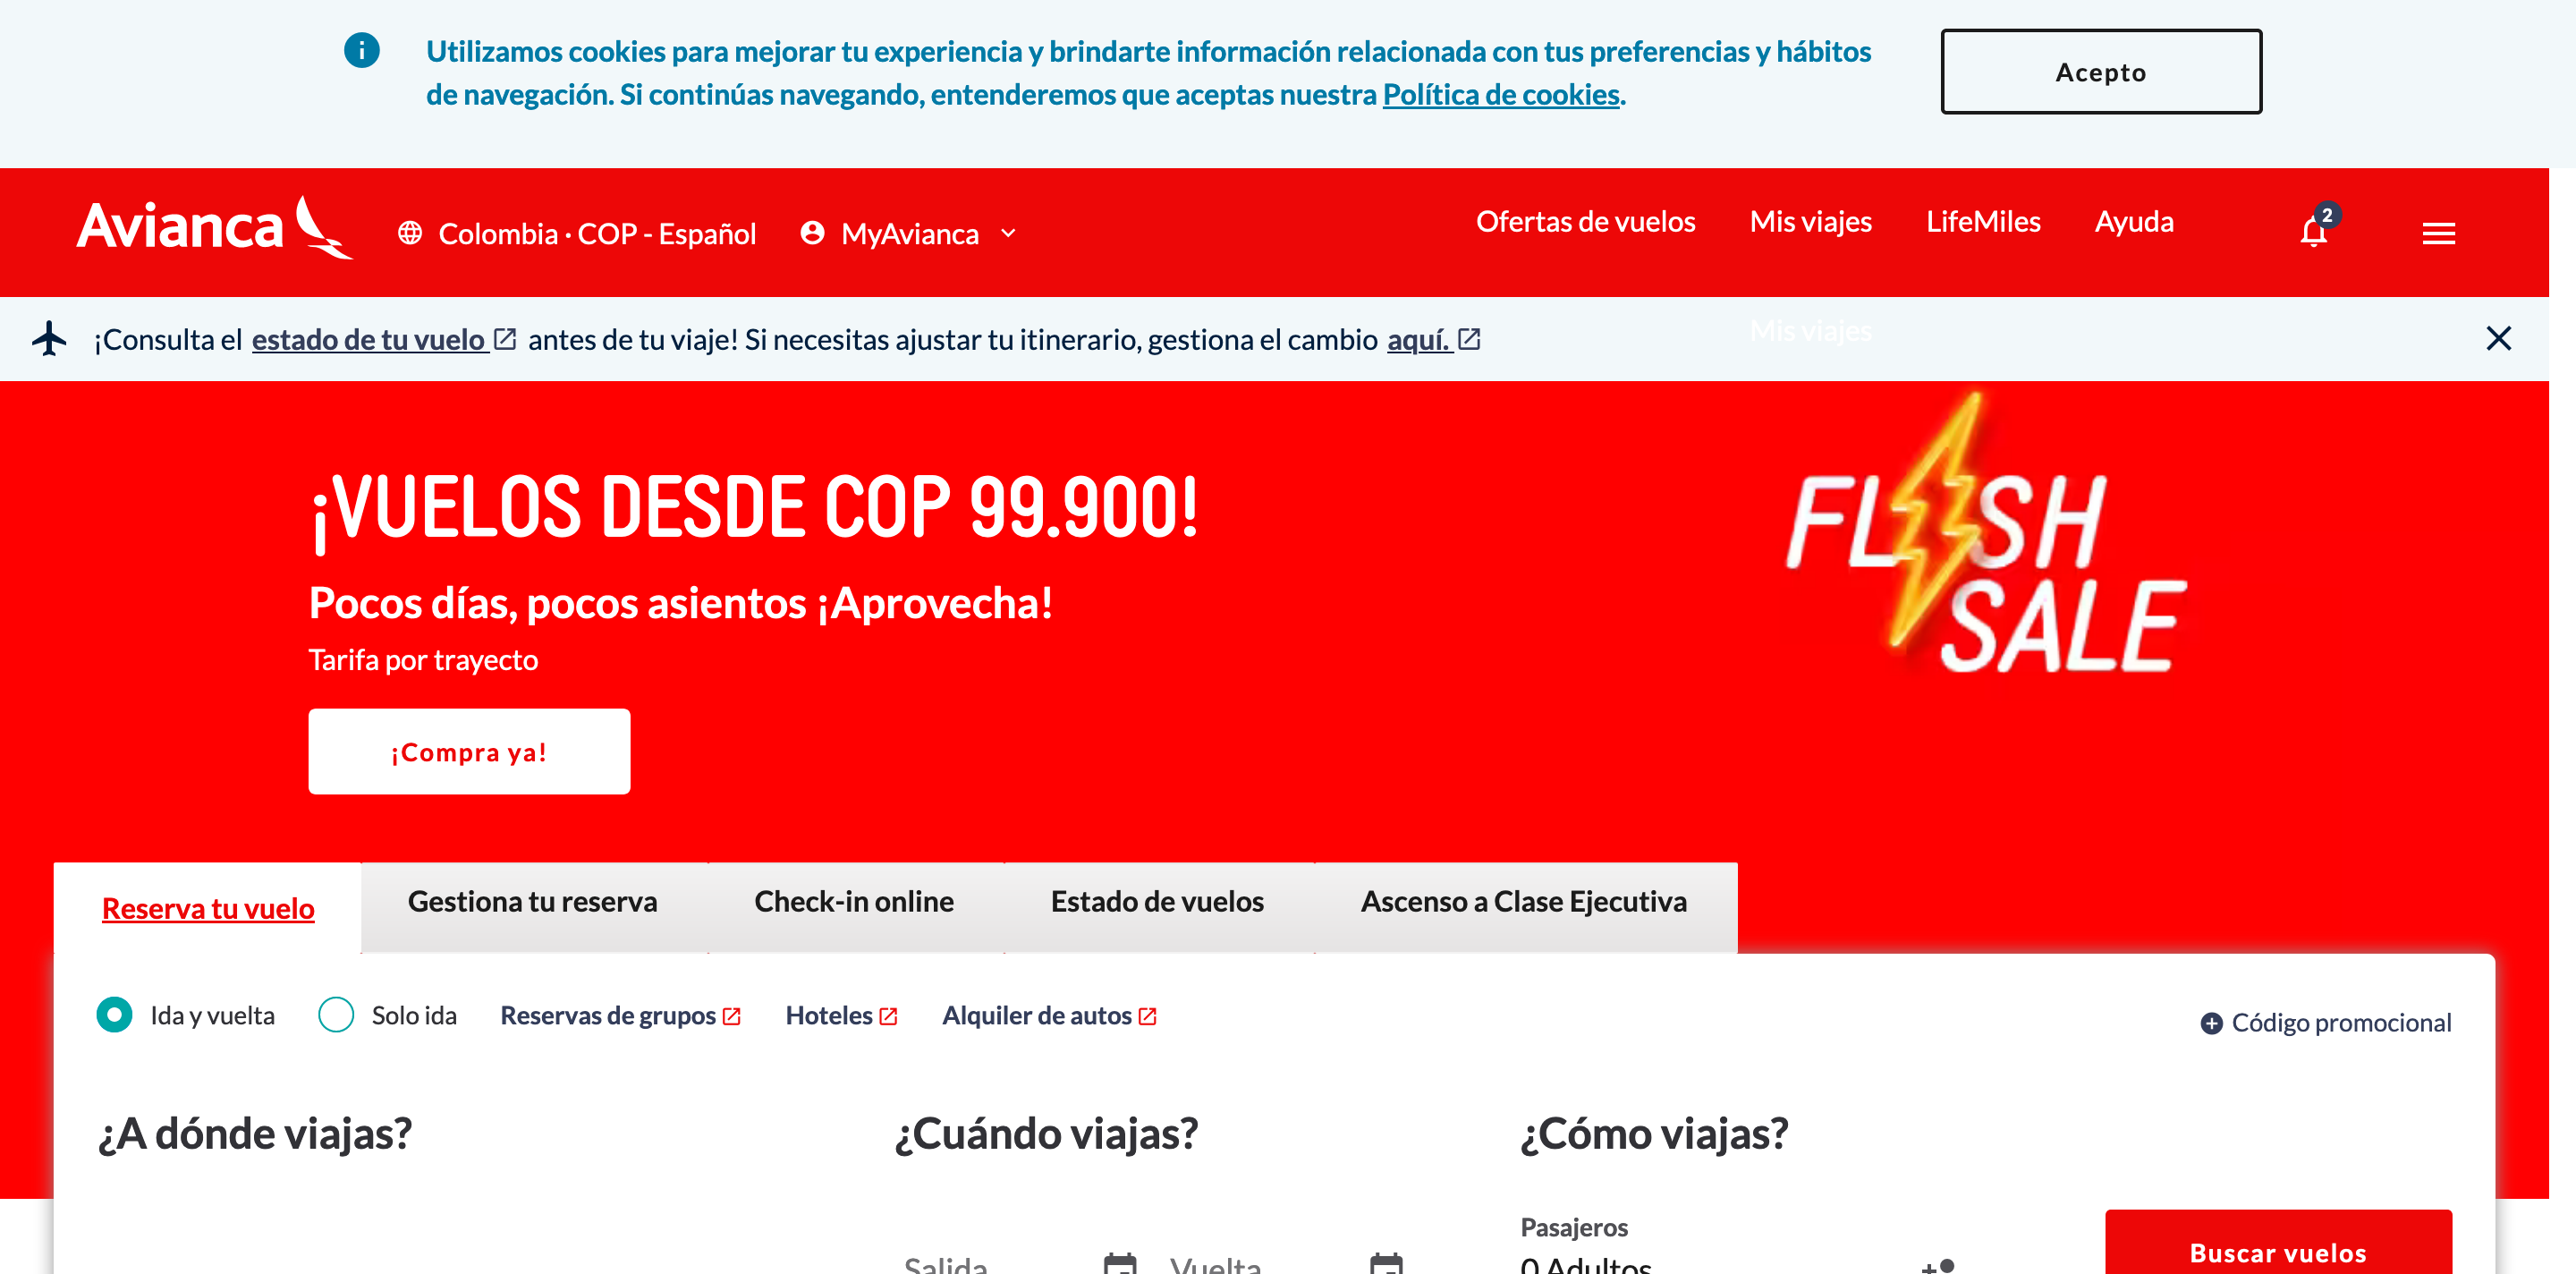 Utilizamos cookies para mejorar tu experiencia y brindarte información relacionada con tus preferencias y hábitos
de navegación. Si continúas navegando, entenderemos que aceptas nuestra Política de cookies.
Acepto
Avianca
Colombia · COP - Español
MyAvianca
Ofertas de vuelos
Mis viajes
LifeMiles
Ayuda
2
¡Consulta el estado de tu vuelo antes de tu viaje! Si necesitas ajustar tu itinerario, gestiona el cambio aquí.
Mis viajes
¡VUELOS DESDE COP 99.900!
Pocos días, pocos asientos ¡Aprovecha!
Tarifa por trayecto
¡Compra ya!
FLASH
SALE
Reserva tu vuelo
Gestiona tu reserva
Check-in online
Estado de vuelos
Ascenso a Clase Ejecutiva
Ida y vuelta
Solo ida
Reservas de grupos
Hoteles
Alquiler de autos
Código promocional
¿A dónde viajas?
¿Cuándo viajas?
¿Cómo viajas?
Pasajeros
Salida
Vuelta
0 Adultos
Buscar vuelos